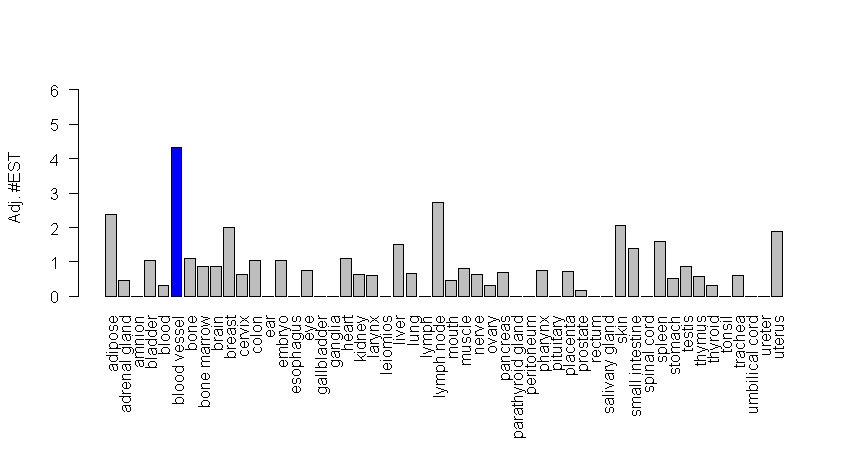 Adj. #EST
6
5
4
3
2
1
0
adipose
adrenal gland
amnion
bladder
blood
blood vessel
bone
bone marrow
brain
breast
cervix
colon
ear
embryo
esophagus
eye
gallbladder
ganglia
heart
kidney
larynx
leiomios
liver
lung
lymph
lymph node
mouth
muscle
nerve
ovary
pancreas
parathyroid gland
peritoneum
pharynx
pituitary
placenta
prostate
rectum
salivary gland
skin
small intestine
spinal cord
spleen
stomach
testis
thymus
thyroid
tonsil
trachea
umbilical cord
ureter
uterus